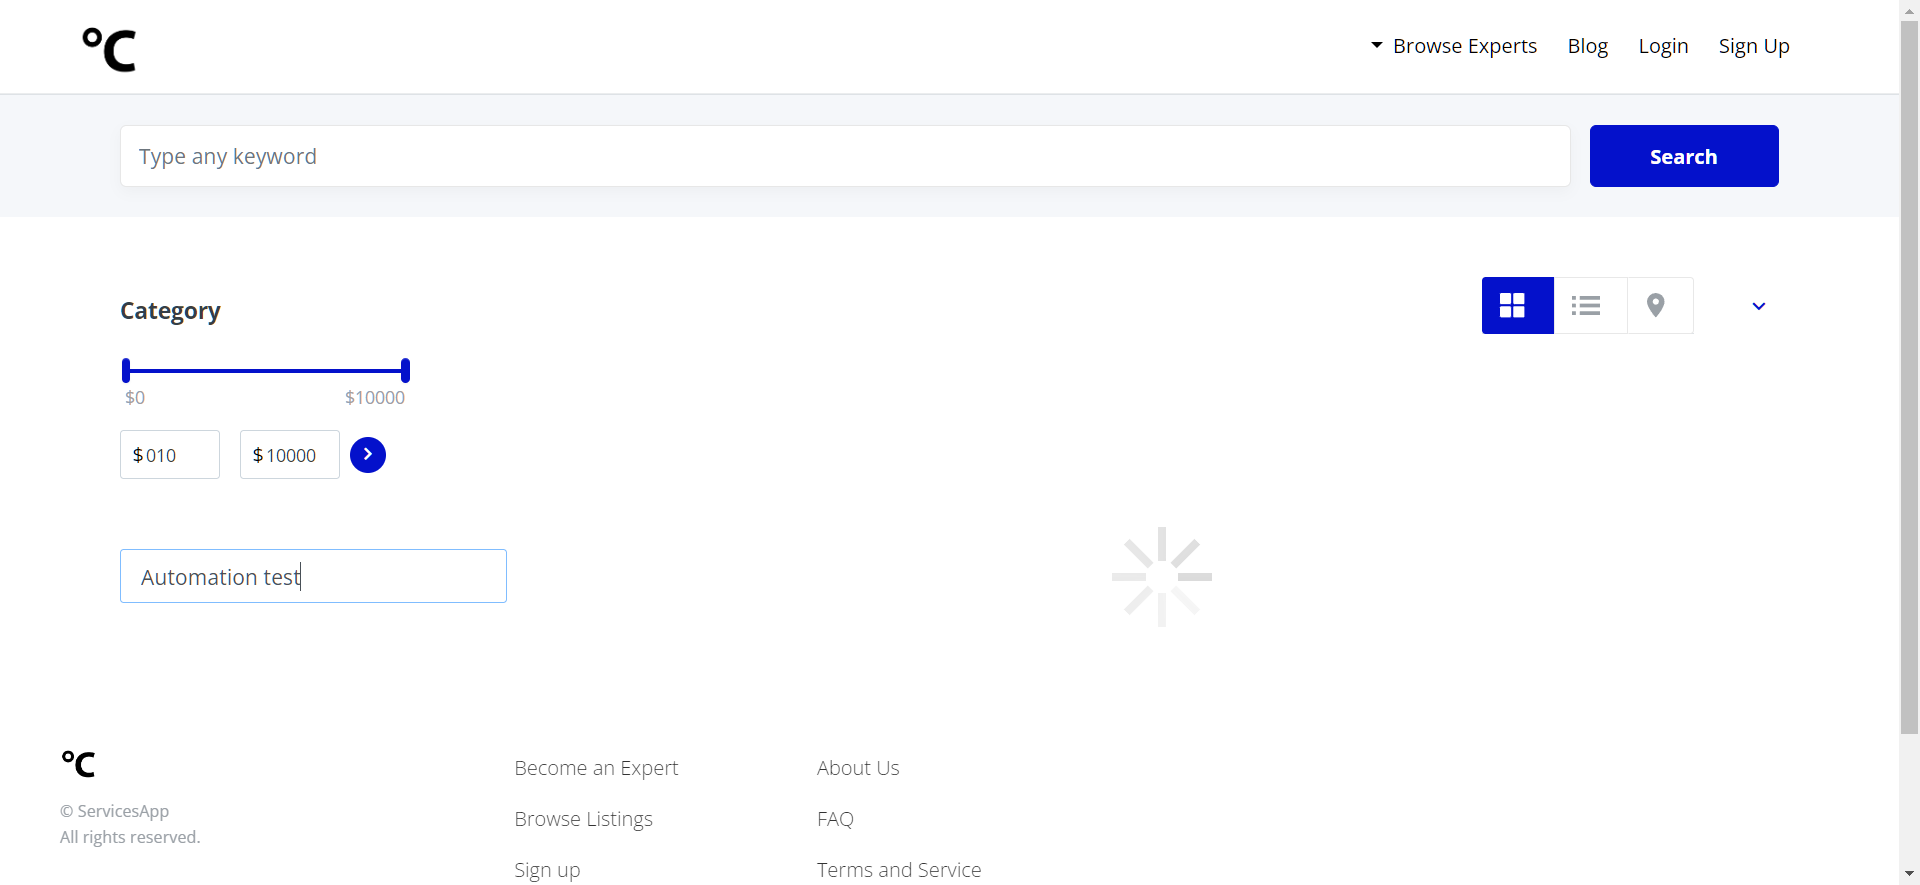 °C
Browse Experts Blog Login Sign Up
Type any keyword
Search
Category
$0 $10000
$ 010 $ 10000
Automation test
°C
© ServicesApp
All rights reserved.
Become an Expert
Browse Listings
Sign up
About Us
FAQ
Terms and Service